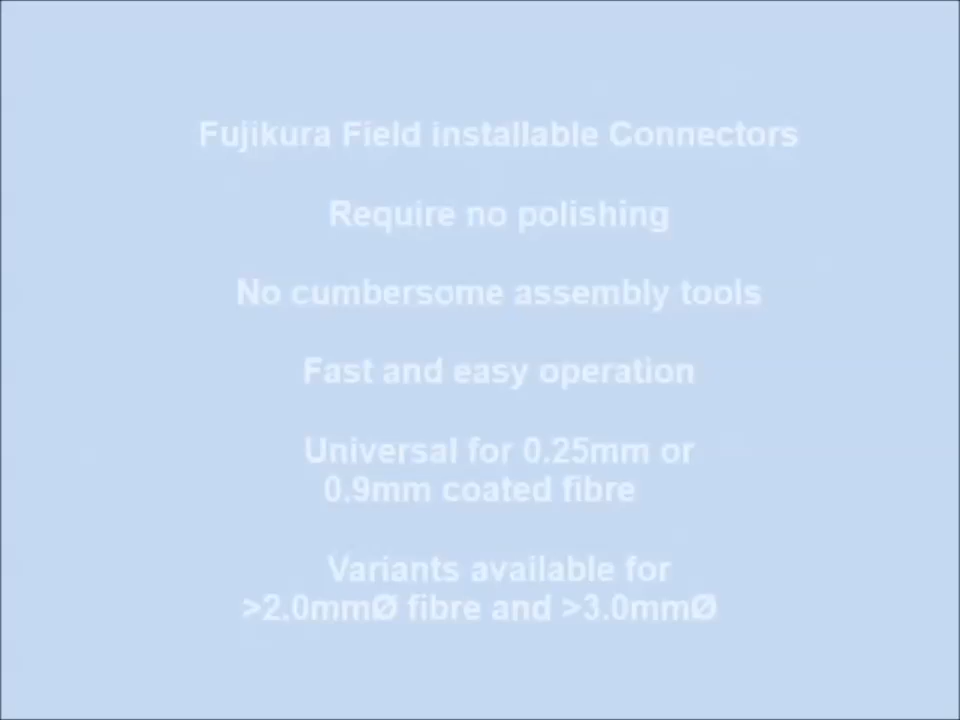 Fujikura Field installable Connectors
Require no polishing
No cumbersome assembly tools
Fast and easy operation
Universal for 0.25mm or
0.9mm coated fibre
Variants available for
>2.0mmØ fibre and >3.0mmØ